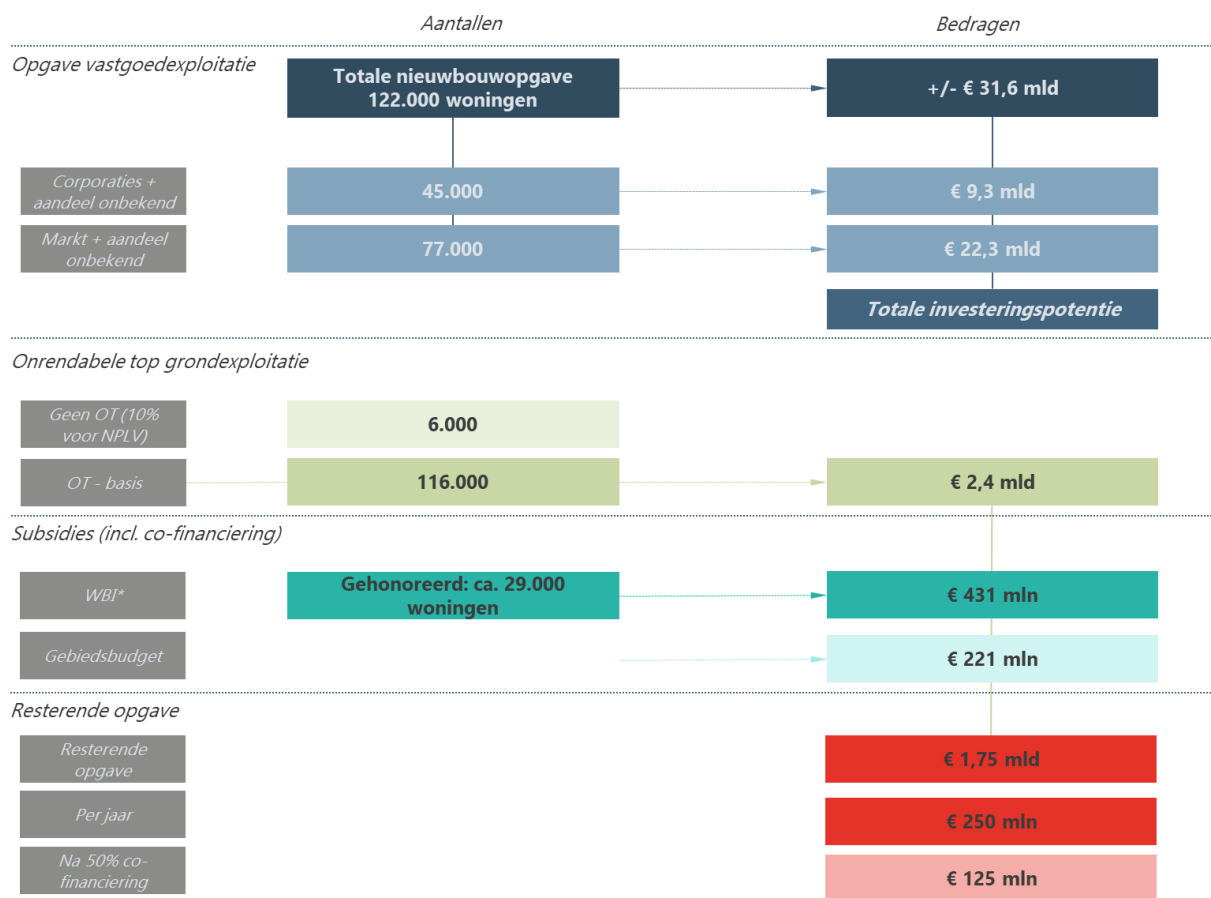 Aantallen
Bedragen
Opgave vastgoedexploitatie
Totale nieuwbouwopgave
122.000 woningen
+/- € 31,6 mld
Corporaties +
aandeel onbekend
45.000
€ 9,3 mld
Markt + aandeel
onbekend
77.000
€ 22,3 mld
Totale investeringspotentie
Onrendabele top grondexploitatie
Geen OT (10%
voor NPLV)
6.000
OT - basis
116.000
€ 2,4 mld
Subsidies (incl. co-financiering)
WBI*
Gehonoreerd: ca. 29.000
woningen
€ 431 mln
Gebiedsbudget
€ 221 mln
Resterende opgave
Resterende
opgave
€ 1,75 mld
Per jaar
€ 250 mln
Na 50% co-
financiering
€ 125 mln